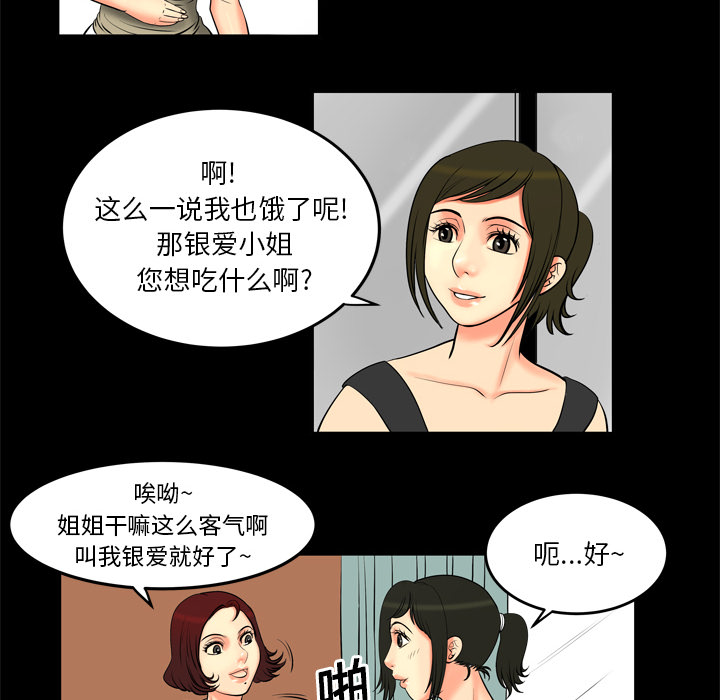 啊!
这么一说我也饿了呢!
那银爱小姐
您想吃什么啊?
唉呦~
姐姐干嘛这么客气啊
叫我银爱就好了~
呃...好~
啪